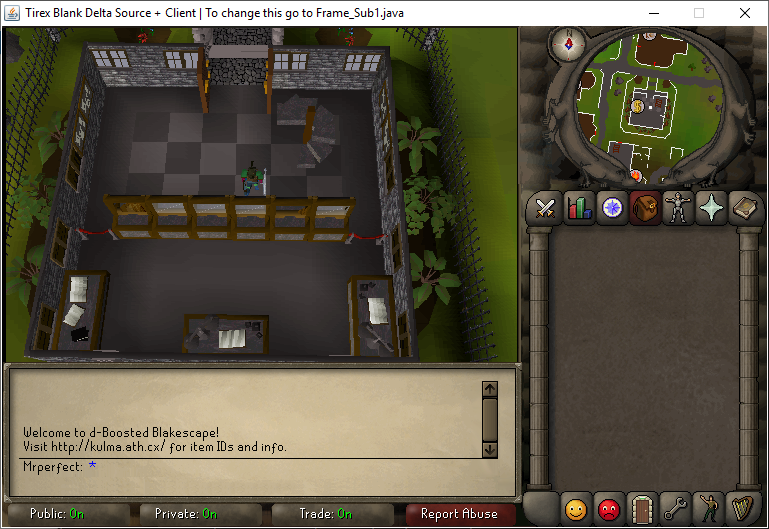 Tirex Blank Delta Source + Client | To change this go to Frame_Sub1.java
Welcome to d-Boosted Blakescape!
Visit http://kulma.ath.cx/ for item IDs and info.
Mrperfect: *
Public: On
Private: On
Trade: On
Report Abuse